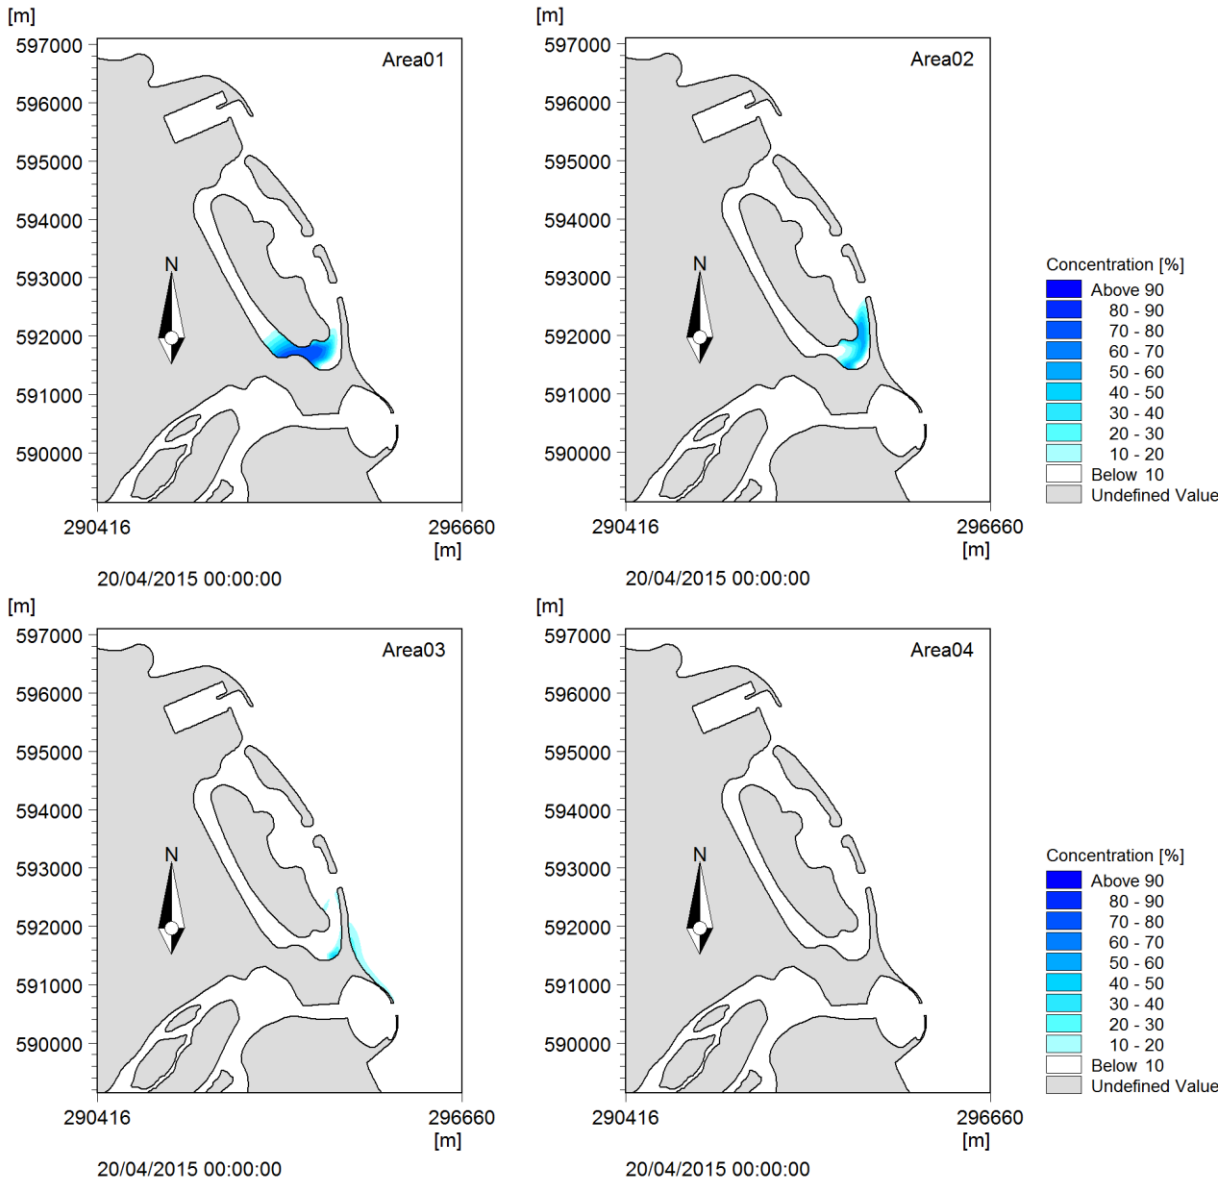 [m]
597000
596000
595000
594000
593000
592000
591000
590000
Area01
N
290416
296660
[m]
20/04/2015 00:00:00
[m]
597000
596000
595000
594000
593000
592000
591000
590000
Area02
N
290416
296660
[m]
20/04/2015 00:00:00
Concentration [%]
Above 90
80 - 90
70 - 80
60 - 70
50 - 60
40 - 50
30 - 40
20 - 30
10 - 20
Below 10
Undefined Value
[m]
597000
596000
595000
594000
593000
592000
591000
590000
Area03
N
290416
296660
[m]
20/04/2015 00:00:00
[m]
597000
596000
595000
594000
593000
592000
591000
590000
Area04
N
290416
296660
[m]
20/04/2015 00:00:00
Concentration [%]
Above 90
80 - 90
70 - 80
60 - 70
50 - 60
40 - 50
30 - 40
20 - 30
10 - 20
Below 10
Undefined Value